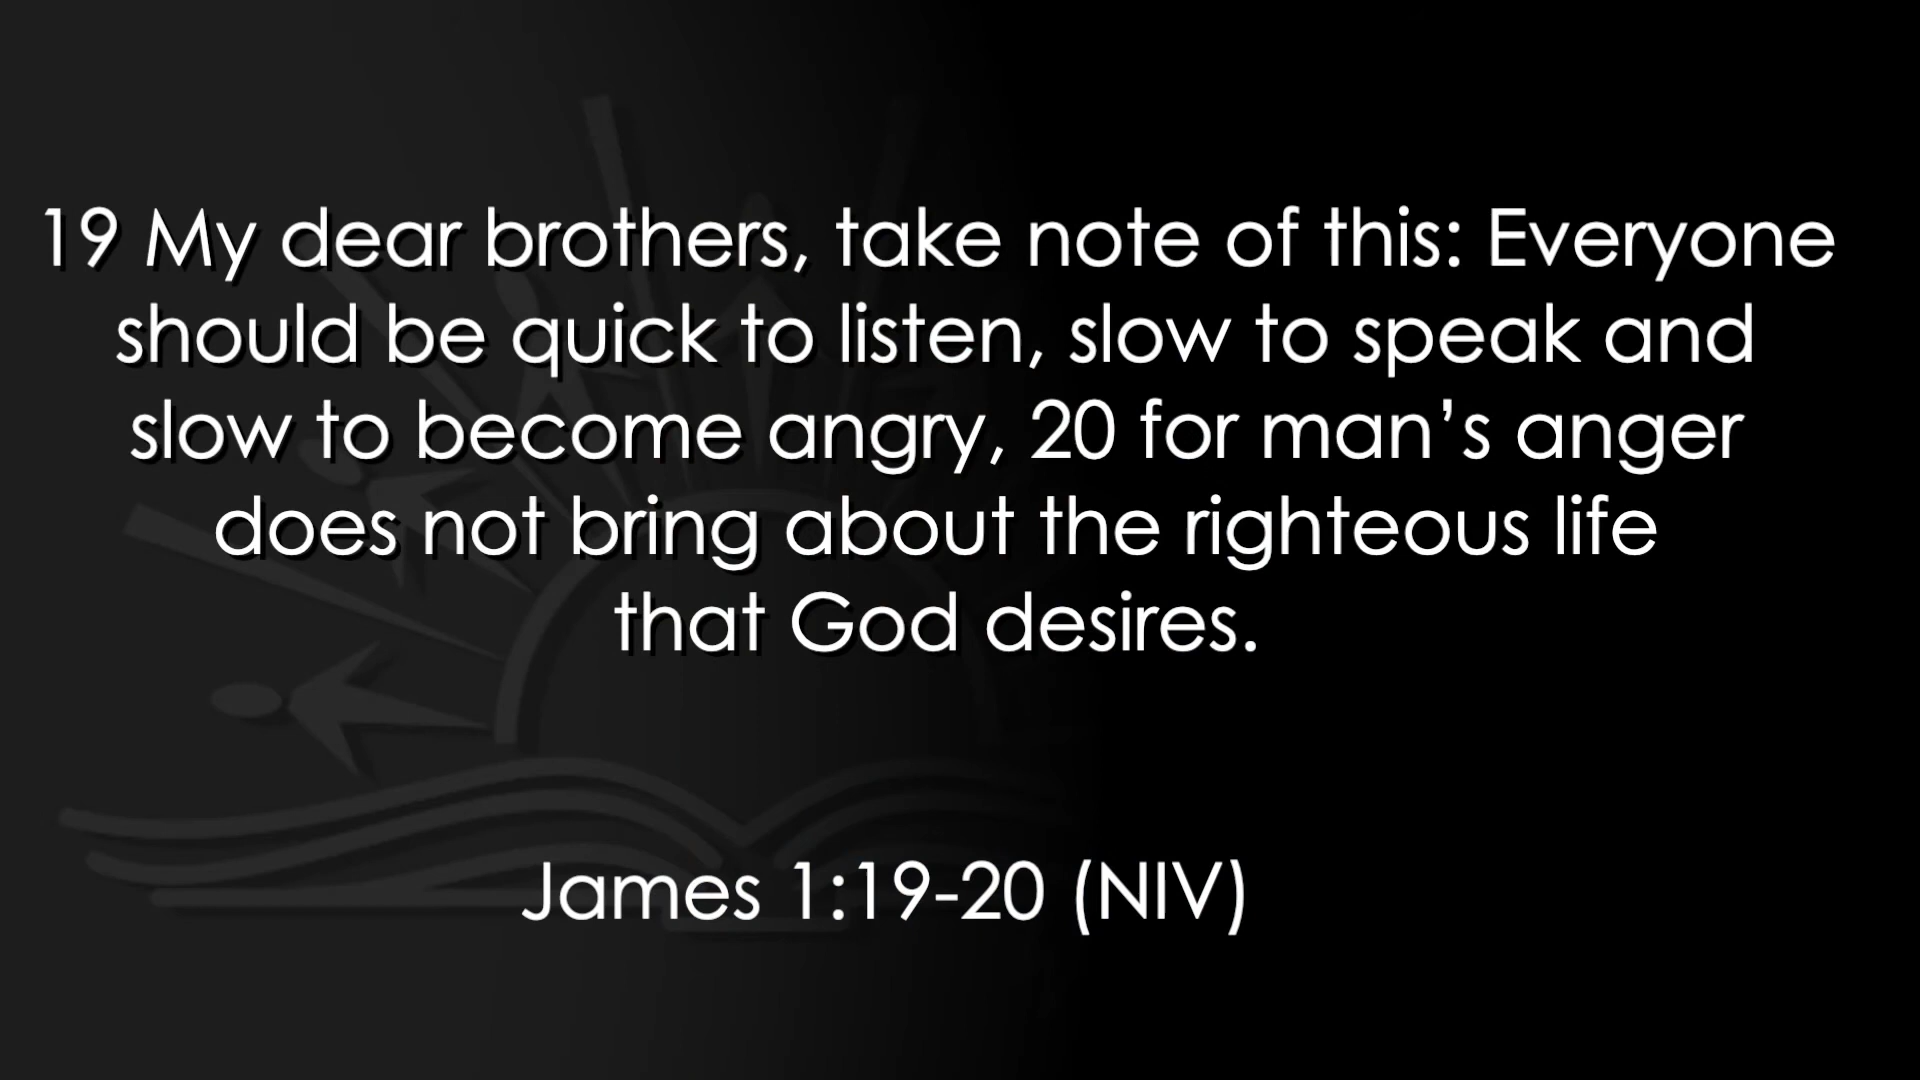 19 My dear brothers, take note of this: Everyone
should be quick to listen, slow to speak and
slow to become angry, 20 for man’s anger
does not bring about the righteous life
that God desires.
James 1:19-20 (NIV)